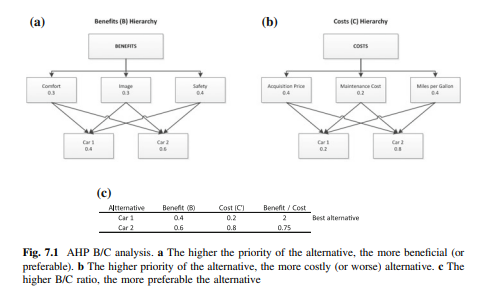 (a)
Benefits (B) Hierarchy
BENEFITS
Comfort
0.3
Image
0.3
Safety
0.4
Car 1
0.4
Car 2
0.6
(b)
Costs (C) Hierarchy
COSTS
Acquisition Price
0.4
Maintenance Cost
0.2
Miles per Gallon
0.4
Car 1
0.2
Car 2
0.8
(c)
Altternative Benefit (B) Cost (C') Benefit / Cost
Car 1 0.4 0.2 2 Best alternative
Car 2 0.6 0.8 0.75
Fig. 7.1 AHP B/C analysis. a The higher the priority of the alternative, the more beneficial (or
preferable). b The higher priority of the alternative, the more costly (or worse) alternative. c The
higher B/C ratio, the more preferable the alternative